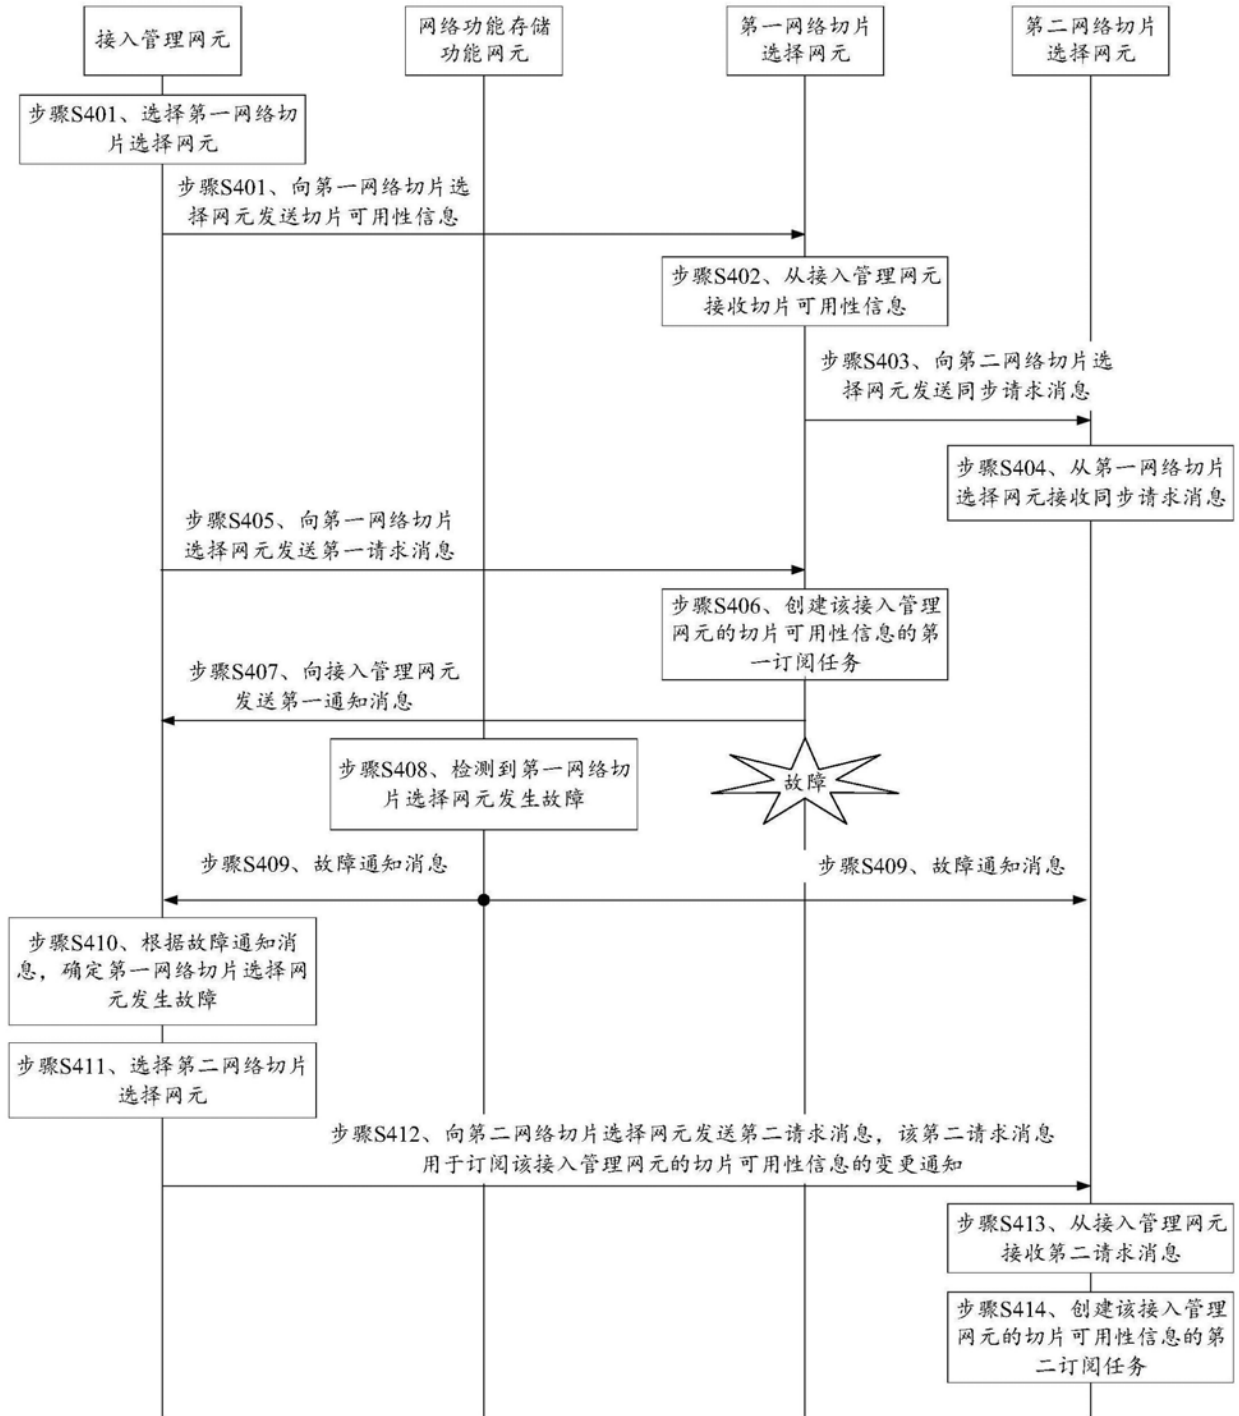 接入管理网元
网络功能存储
功能网元
第一网络切片
选择网元
第二网络切片
选择网元
步骤S401、选择第一网络切
片选择网元
步骤S401、向第一网络切片选
择网元发送切片可用性信息
步骤S402、从接入管理网元
接收切片可用性信息
步骤S403、向第二网络切片选
择网元发送同步请求消息
步骤S404、从第一网络切片
选择网元接收同步请求消息
步骤S405、向第一网络切片
选择网元发送第一请求消息
步骤S406、创建该接入管理
网元的切片可用性信息的第
一订阅任务
步骤S407、向接入管理网元
发送第一通知消息
步骤S408、检测到第一网络切
片选择网元发生故障
故障
步骤S409、故障通知消息
步骤S409、故障通知消息
步骤S410、根据故障通知消
息，确定第一网络切片选择网
元发生故障
步骤S411、选择第二网络切片
选择网元
步骤S412、向第二网络切片选择网元发送第二请求消息，该第二请求消息
用于订阅该接入管理网元的切片可用性信息的变更通知
步骤S413、从接入管理网元
接收第二请求消息
步骤S414、创建该接入管理
网元的切片可用性信息的第
二订阅任务